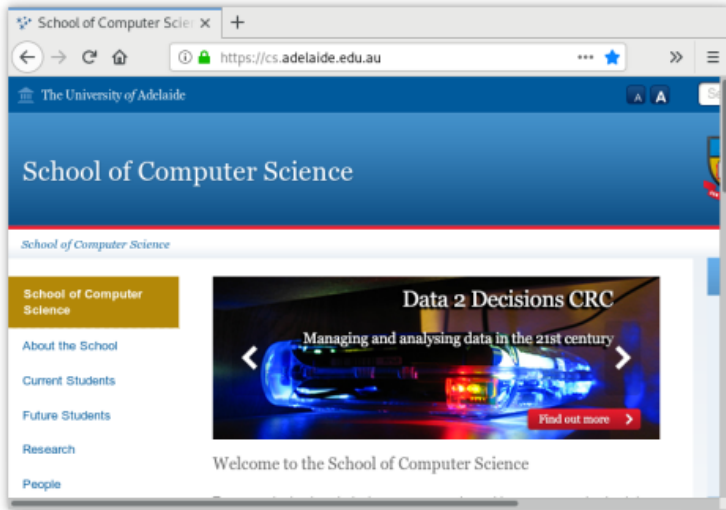 School of Computer Scien
https://cs.adelaide.edu.au
The University of Adelaide
A A
School of Computer Science
School of Computer Science
School of Computer
Science
About the School
Current Students
Future Students
Research
People
Data 2 Decisions CRC
Managing and analysing data in the 21st century
Find out more
Welcome to the School of Computer Science